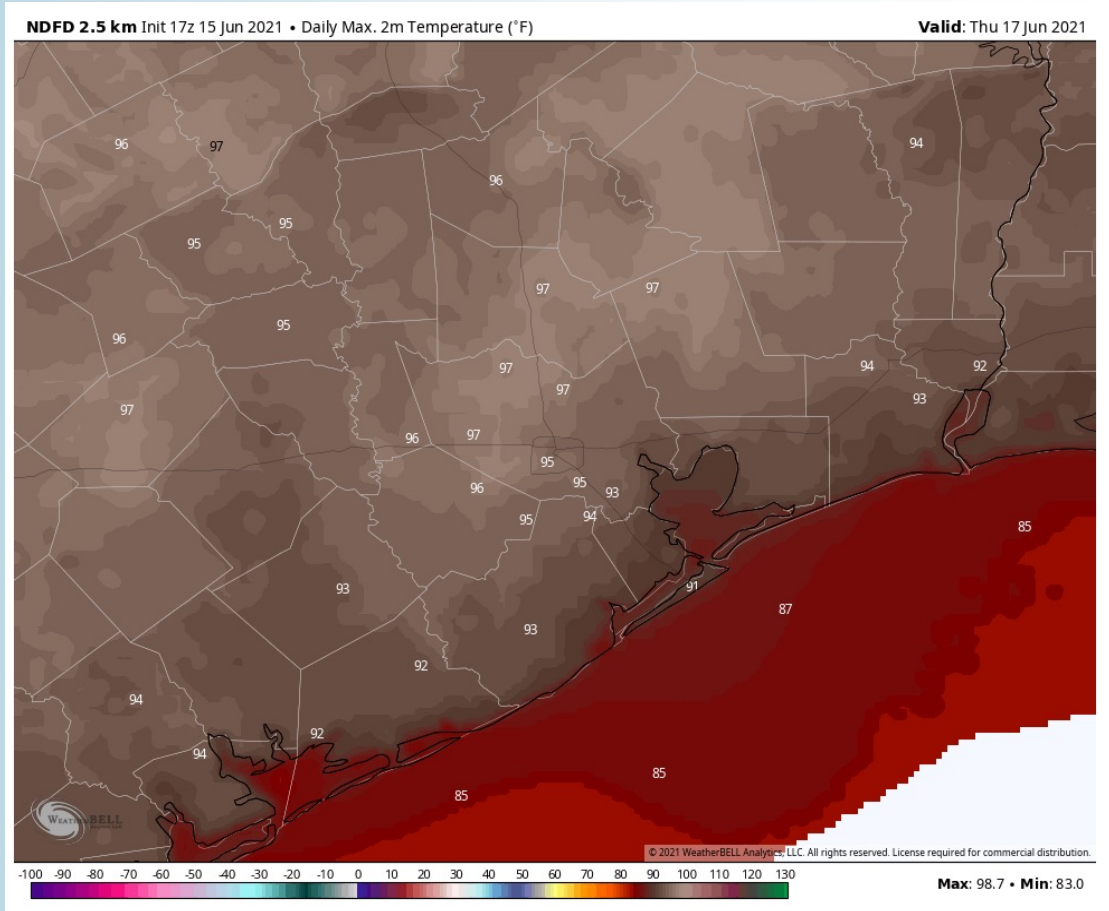 NDFD 2.5 km Init 17z 15 Jun 2021 • Daily Max. 2m Temperature (°F) Valid: Thu 17 Jun 2021
96 97 94
96
95 95
97 97
95
96
97 94 92
97 93
97
96 97
95
96 95 93
95 94
85
93 91
87
93
92
94
92
94
85
85
WeatherBELL
© 2021 WeatherBELL Analytics, LLC. All rights reserved. License required for commercial distribution.
-100 -90 -80 -70 -60 -50 -40 -30 -20 -10 0 10 20 30 40 50 60 70 80 90 100 110 120 130
Max: 98.7 • Min: 83.0